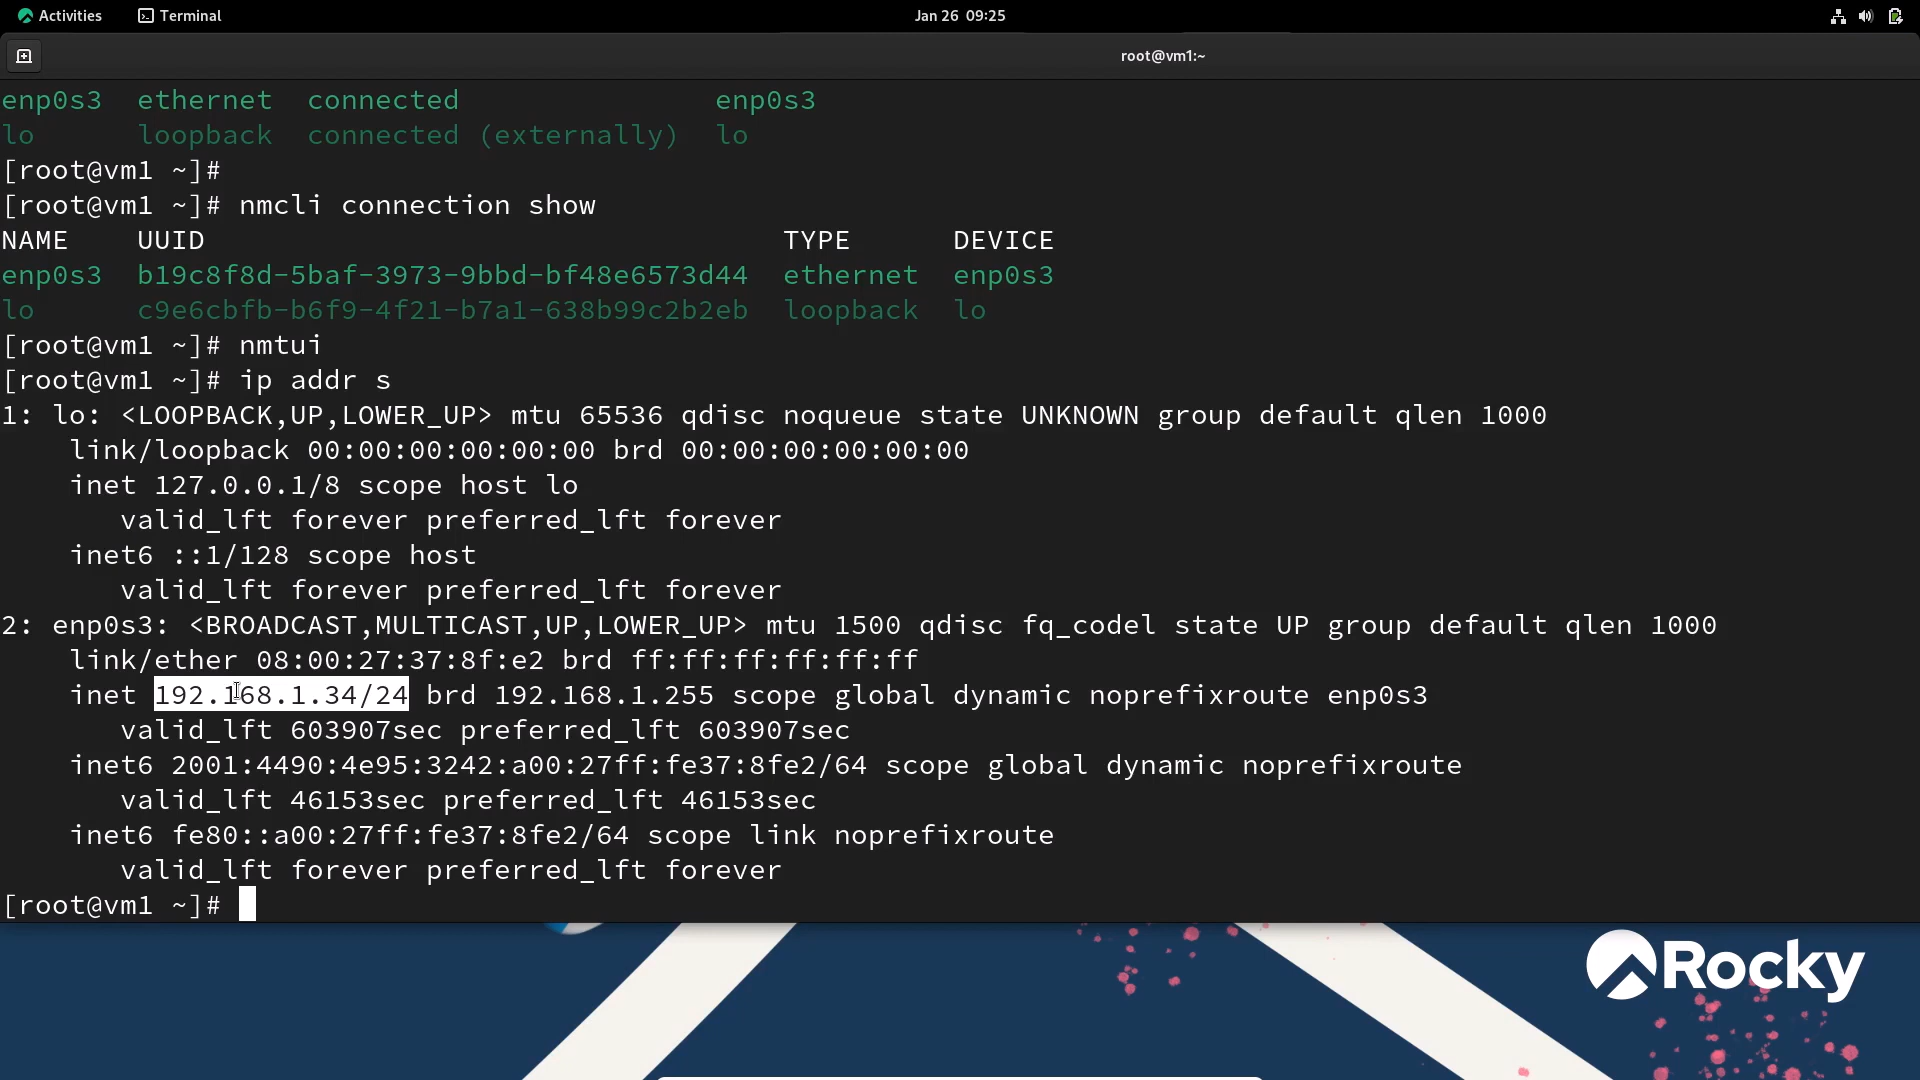 Activities Terminal Jan 26 09:25
root@vm1:~
enp0s3 ethernet connected enp0s3
lo loopback connected (externally) lo
[root@vm1 ~]#
[root@vm1 ~]# nmcli connection show
NAME UUID TYPE DEVICE
enp0s3 b19c8f8d-5baf-3973-9bbd-bf48e6573d44 ethernet enp0s3
lo c9e6cbfb-b6f9-4f21-b7a1-638b99c2b2eb loopback lo
[root@vm1 ~]# nmtui
[root@vm1 ~]# ip addr s
1: lo: <LOOPBACK,UP,LOWER_UP> mtu 65536 qdisc noqueue state UNKNOWN group default qlen 1000
link/loopback 00:00:00:00:00:00 brd 00:00:00:00:00:00
inet 127.0.0.1/8 scope host lo
valid_lft forever preferred_lft forever
inet6 ::1/128 scope host
valid_lft forever preferred_lft forever
2: enp0s3: <BROADCAST,MULTICAST,UP,LOWER_UP> mtu 1500 qdisc fq_codel state UP group default qlen 1000
link/ether 08:00:27:37:8f:e2 brd ff:ff:ff:ff:ff:ff
inet 192.168.1.34/24 brd 192.168.1.255 scope global dynamic noprefixroute enp0s3
valid_lft 603907sec preferred_lft 603907sec
inet6 2001:4490:4e95:3242:a00:27ff:fe37:8fe2/64 scope global dynamic noprefixroute
valid_lft 46153sec preferred_lft 46153sec
inet6 fe80::a00:27ff:fe37:8fe2/64 scope link noprefixroute
valid_lft forever preferred_lft forever
[root@vm1 ~]#
Rocky